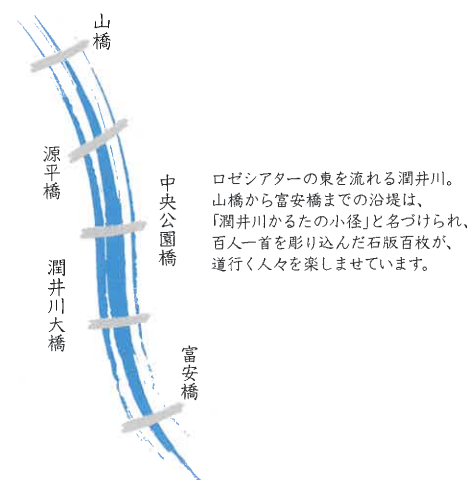 山橋
源平橋
中央公園橋
潤井川大橋
富安橋
ロゼシアターの東を流れる潤井川。
山橋から富安橋までの沿堤は、
「潤井川かるたの小径」と名づけられ、
百人一首を彫り込んだ石版百枚が、
道行く人々を楽しませています。